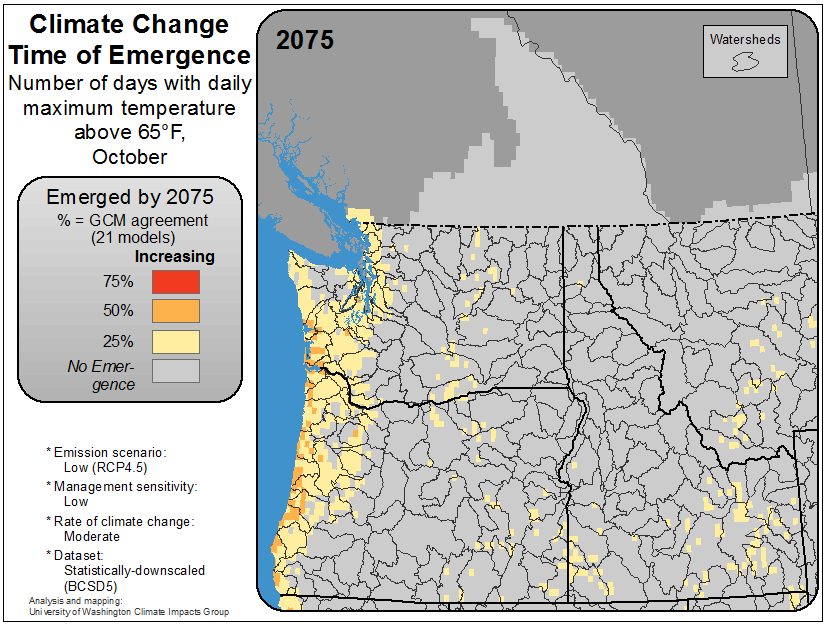 Climate Change
Time of Emergence
Number of days with daily
maximum temperature
above 65°F,
October
2075
Watersheds
Emerged by 2075
% = GCM agreement
(21 models)
Increasing
75%
50%
25%
No Emer-
gence
* Emission scenario:
Low (RCP4.5)
* Management sensitivity:
Low
* Rate of climate change:
Moderate
* Dataset:
Statistically-downscaled
(BCSD5)
Analysis and mapping:
University of Washington Climate Impacts Group